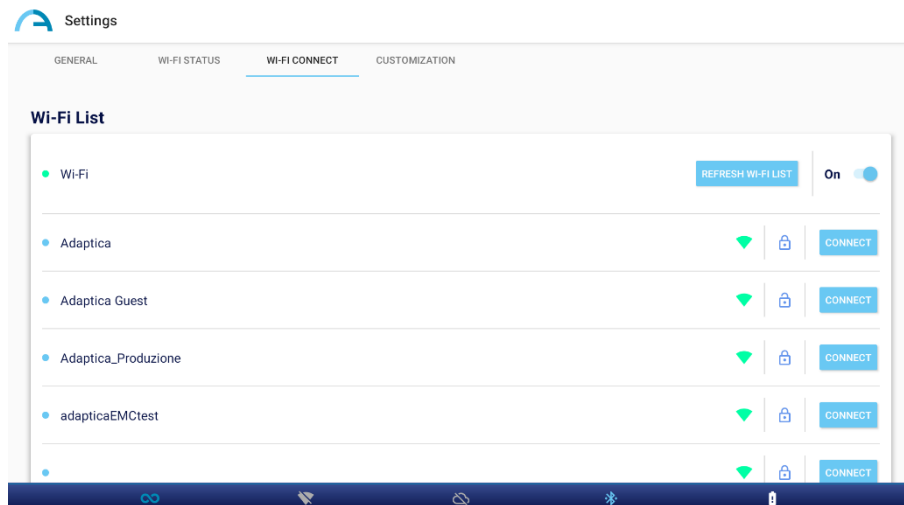 Settings
GENERAL WI-FI STATUS WI-FI CONNECT CUSTOMIZATION
Wi-Fi List
Wi-Fi REFRESH WI-FI LIST On
Adaptica CONNECT
Adaptica Guest CONNECT
Adaptica_Produzione CONNECT
adapticaEMCtest CONNECT
CONNECT